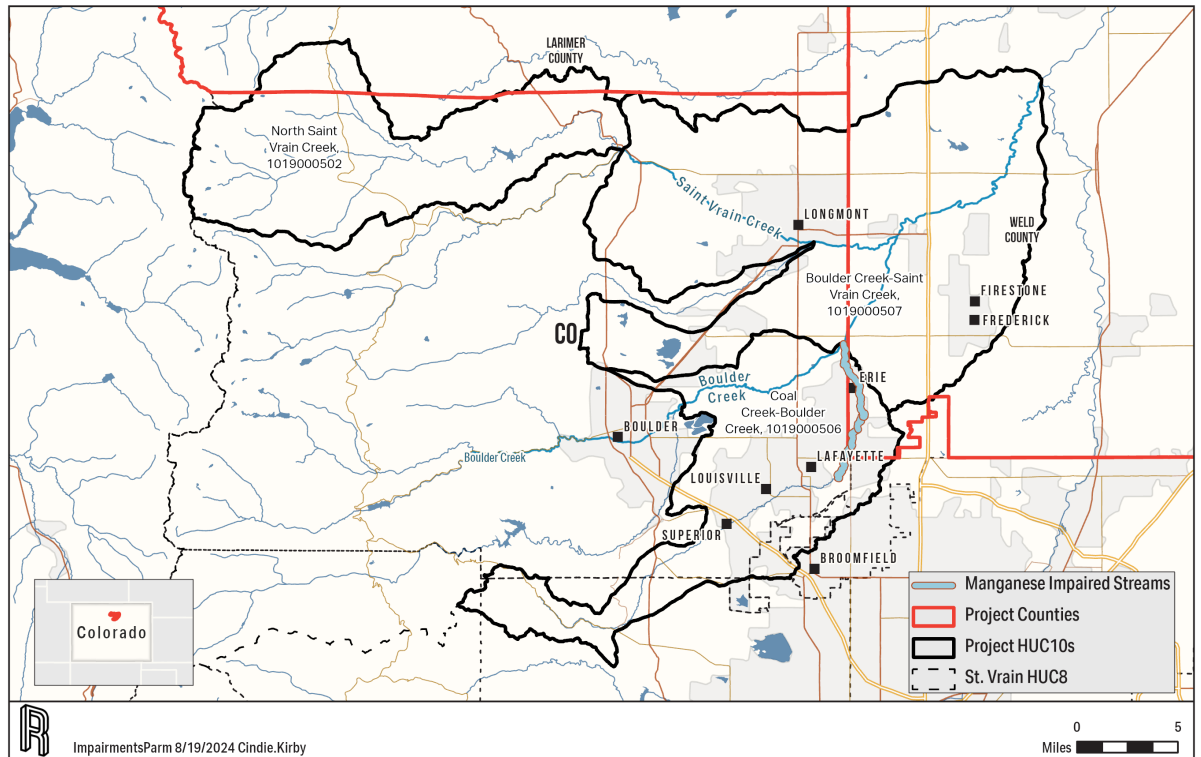 LARIMER
COUNTY
North Saint
Vrain Creek,
1019000502
Saint Vrain Creek
LONGMONT
WELD
COUNTY
Boulder Creek-Saint
Vrain Creek,
1019000507
FIRESTONE
FREDERICK
CO
Boulder
Creek
ERIE
Coal
Creek-Boulder
Creek, 1019000506
BOULDER
Boulder Creek
LAFAYETTE
LOUISVILLE
SUPERIOR
BROOMFIELD
Colorado
Manganese Impaired Streams
Project Counties
Project HUC10s
St. Vrain HUC8
R
ImpairmentsParm 8/19/2024 Cindie.Kirby
0 5
Miles